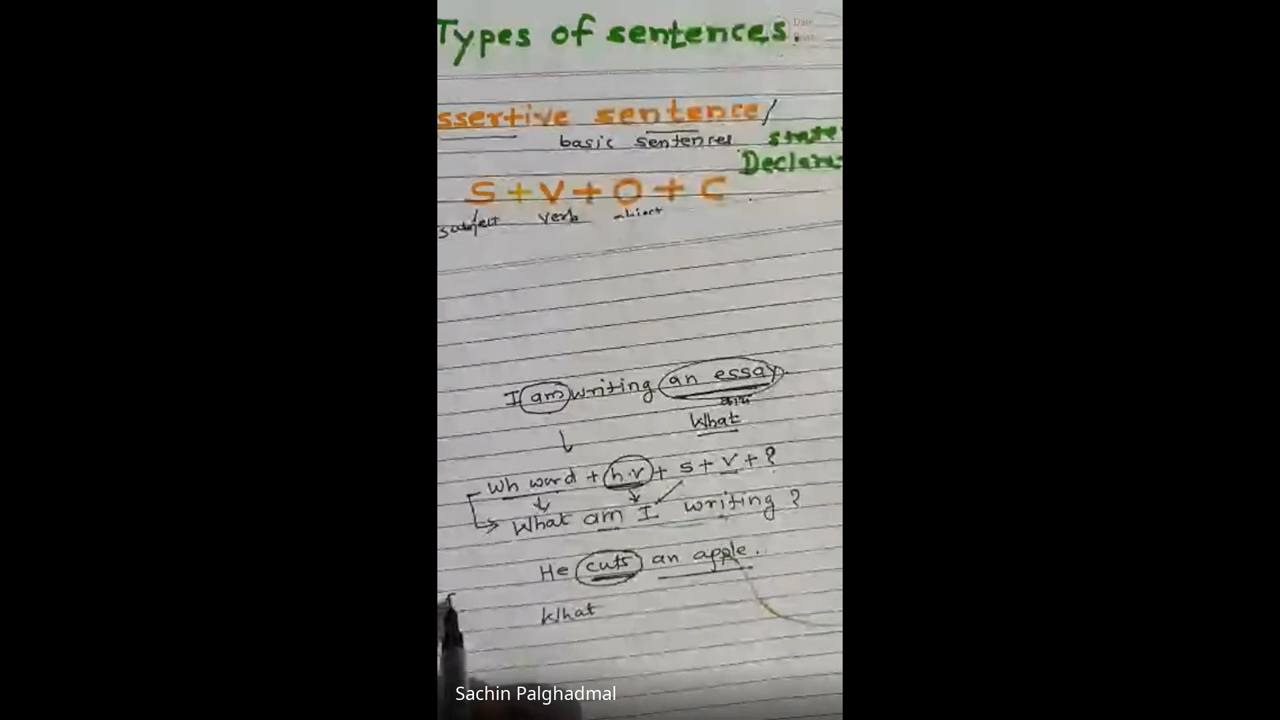 Types of sentences.
ssertive sentence/
basic sentences
Declara
S + V + O + C
subject verb object
I am writing an essay.
What
Wh word + h.v + S + V + ?
What am I writing ?
He cuts an apple.
What
Sachin Palghadmal